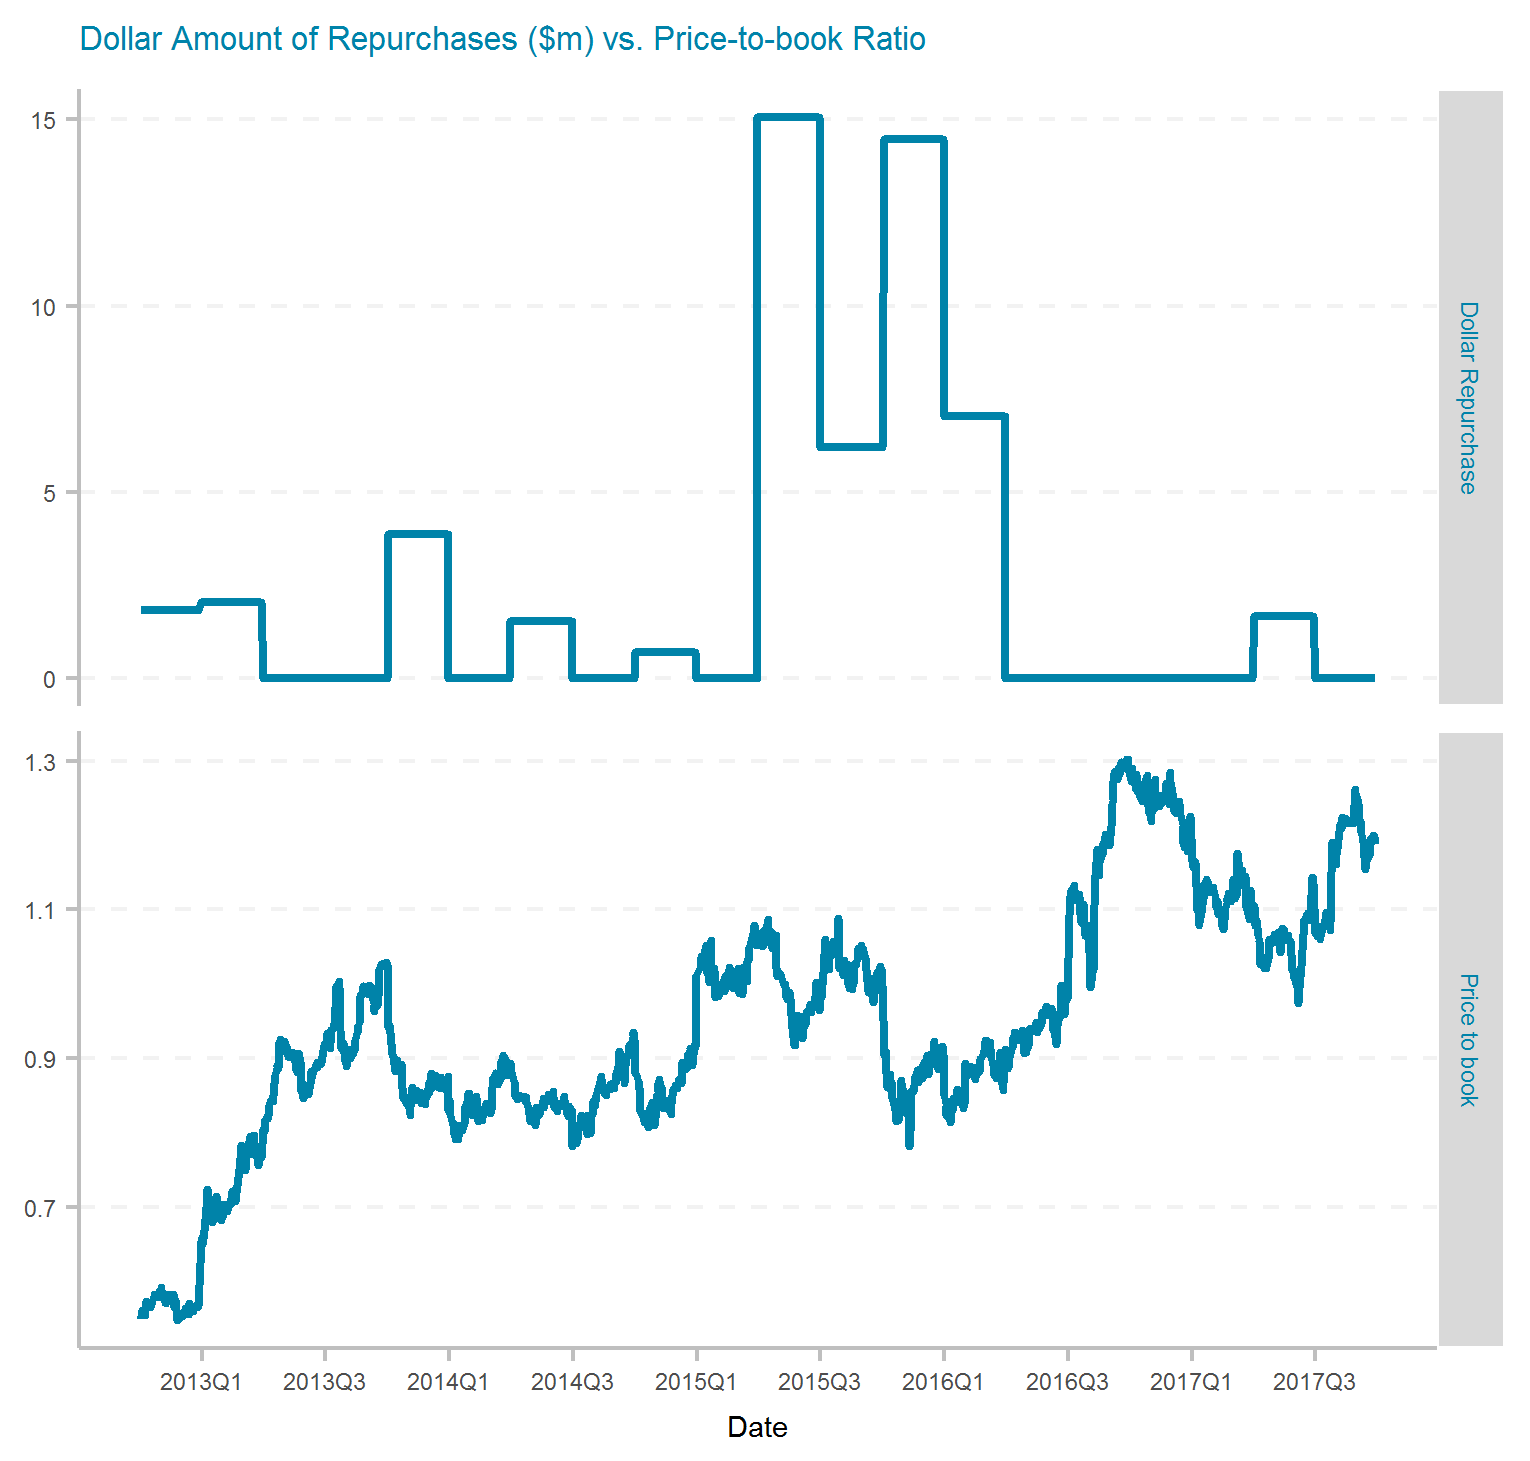 Dollar Amount of Repurchases ($m) vs. Price-to-book Ratio
15
10
5
0
Dollar Repurchase
1.3
1.1
0.9
0.7
Price to book
2013Q1 2013Q3 2014Q1 2014Q3 2015Q1 2015Q3 2016Q1 2016Q3 2017Q1 2017Q3
Date